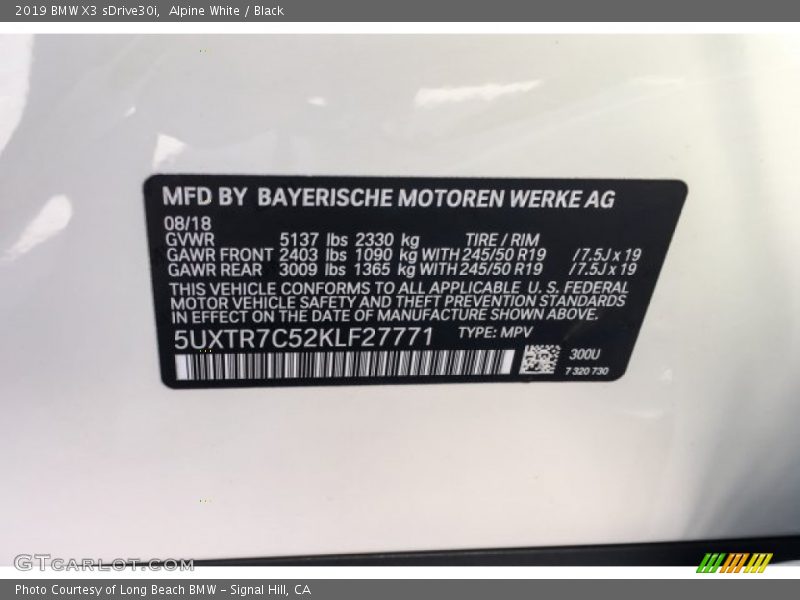 2019 BMW X3 sDrive30i,  Alpine White / Black
MFD BY BAYERISCHE MOTOREN WERKE AG
08/18
GVWR 5137 lbs 2330 kg TIRE / RIM
GAWR FRONT 2403 lbs 1090 kg WITH 245/50 R19 / 7.5J x 19
GAWR REAR 3009 lbs 1365 kg WITH 245/50 R19 / 7.5J x 19
THIS VEHICLE CONFORMS TO ALL APPLICABLE U. S. FEDERAL
MOTOR VEHICLE SAFETY AND THEFT PREVENTION STANDARDS
IN EFFECT ON THE DATE OF MANUFACTURE SHOWN ABOVE.
5UXTR7C52KLF27771 TYPE: MPV
300U
7 320 730
GTCARLOT.COM
Photo Courtesy of Long Beach BMW - Signal Hill, CA